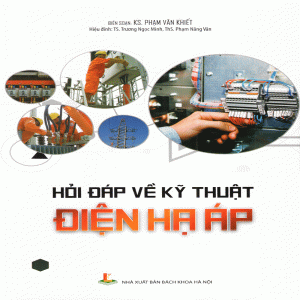 BIÊN SOẠN: KS. PHẠM VĂN KHIẾT
Hiệu đính: TS. Trương Ngọc Minh, ThS. Phạm Năng Văn
HỎI ĐÁP VỀ KỸ THUẬT
ĐIỆN HẠ ÁP
NHÀ XUẤT BẢN BÁCH KHOA HÀ NỘI